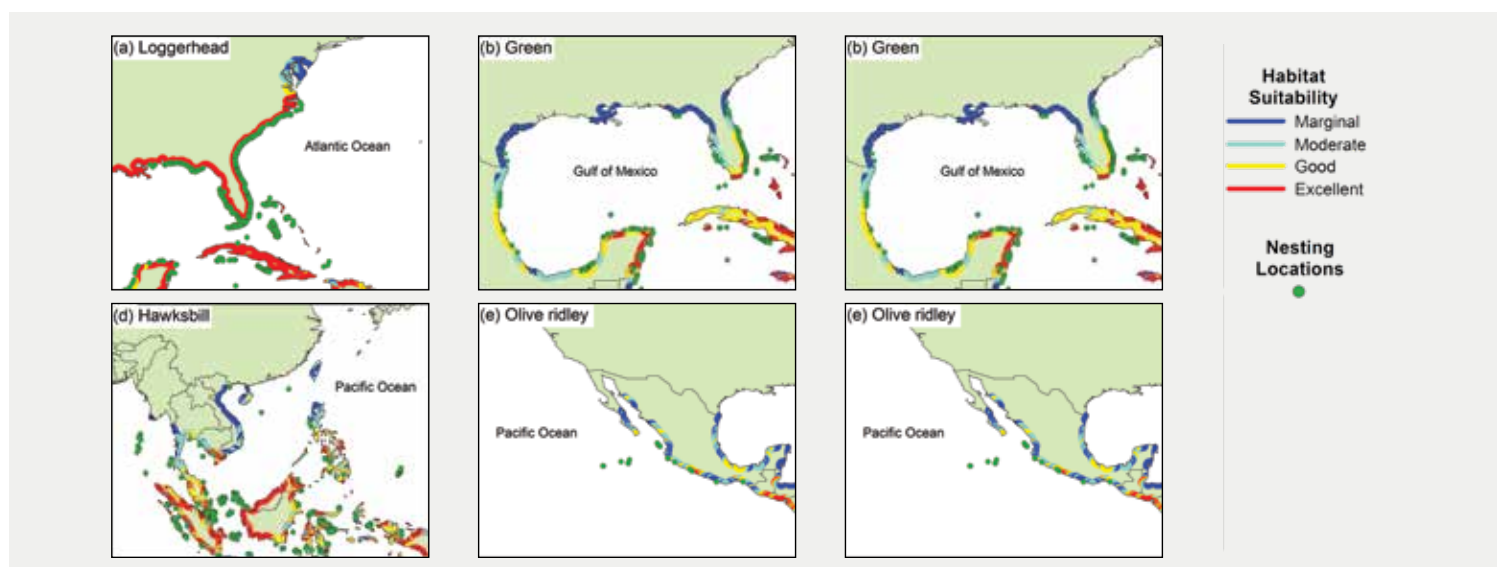 (a) Loggerhead
Atlantic Ocean
(b) Green
Gulf of Mexico
(b) Green
Gulf of Mexico
(d) Hawksbill
Pacific Ocean
(e) Olive ridley
Pacific Ocean
(e) Olive ridley
Pacific Ocean
Habitat
Suitability
Marginal
Moderate
Good
Excellent
Nesting
Locations